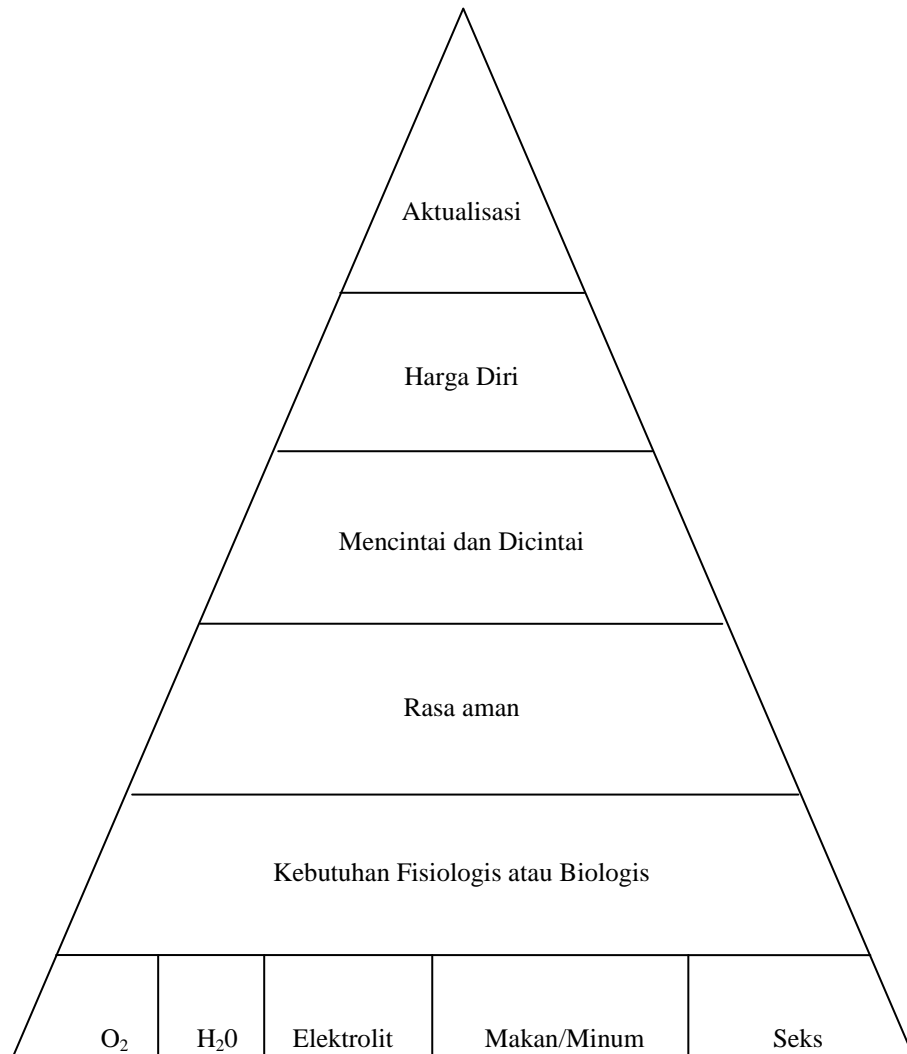 Aktualisasi
Harga Diri
Mencintai dan Dicintai
Rasa aman
Kebutuhan Fisiologis atau Biologis
O₂ H₂0 Elektrolit Makan/Minum Seks